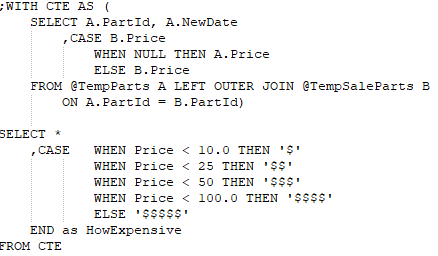 ;WITH CTE AS (
SELECT A.PartId, A.NewDate
,CASE B.Price
WHEN NULL THEN A.Price
ELSE B.Price
FROM @TempParts A LEFT OUTER JOIN @TempSaleParts B
ON A.PartId = B.PartId)
SELECT *
,CASE WHEN Price < 10.0 THEN '$'
WHEN Price < 25 THEN '$$'
WHEN Price < 50 THEN '$$$'
WHEN Price < 100.0 THEN '$$$$'
ELSE '$$$$$'
END as HowExpensive
FROM CTE